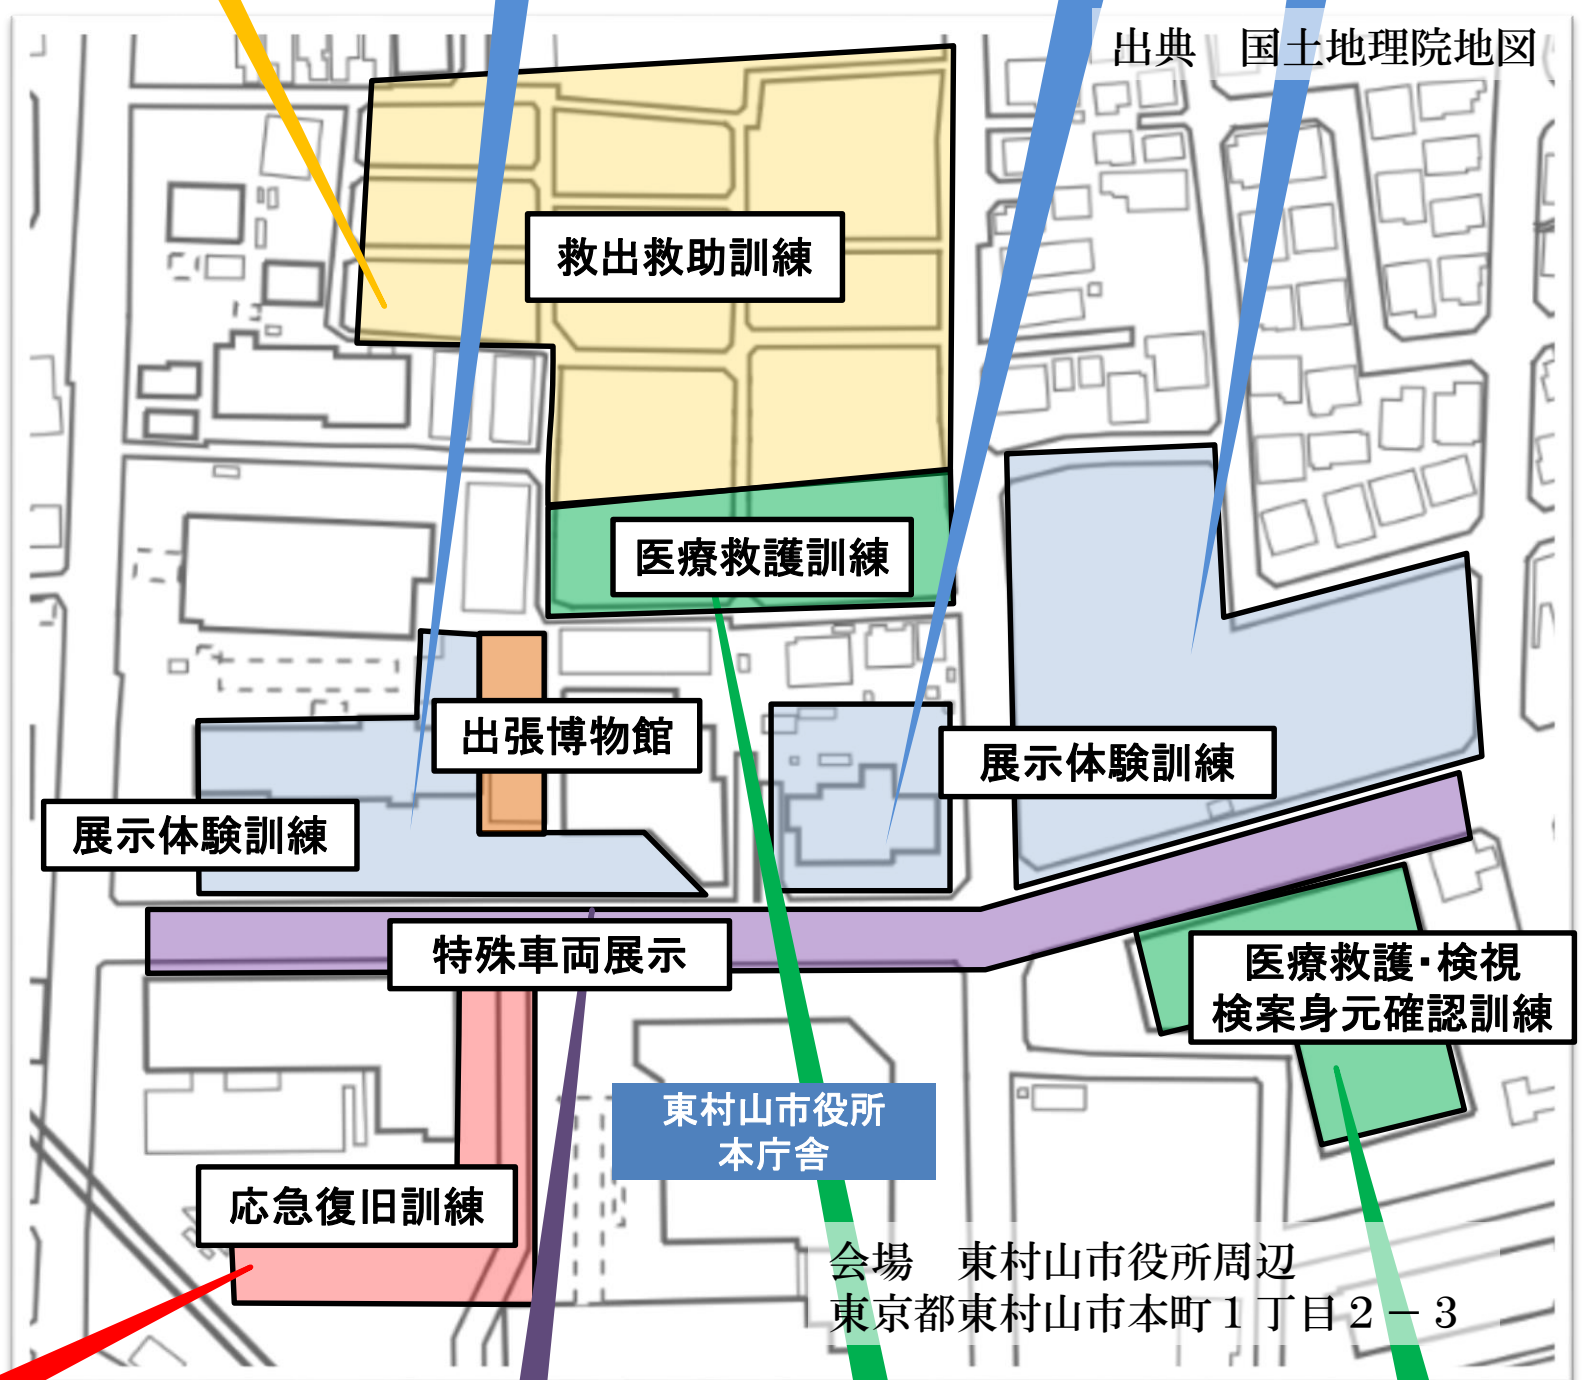 出典　国土地理院地図
救出救助訓練
医療救護訓練
出張博物館
展示体験訓練
展示体験訓練
特殊車両展示
医療救護・検視
検案身元確認訓練
東村山市役所
本庁舎
応急復旧訓練
会場　東村山市役所周辺
東京都東村山市本町１丁目２－３